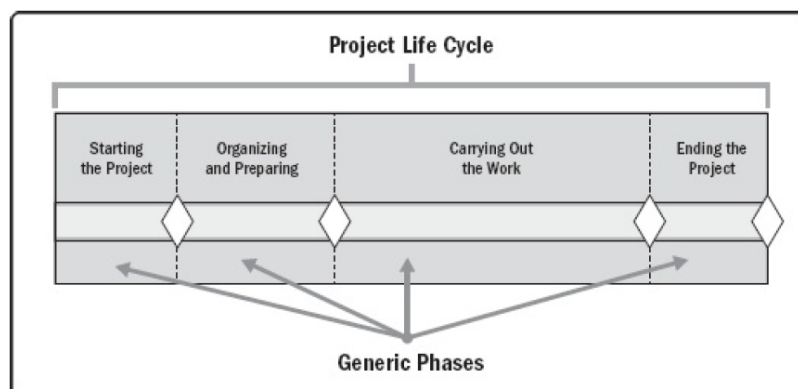 Project Life Cycle
Starting
the Project
Organizing
and Preparing
Carrying Out
the Work
Ending the
Project
Generic Phases